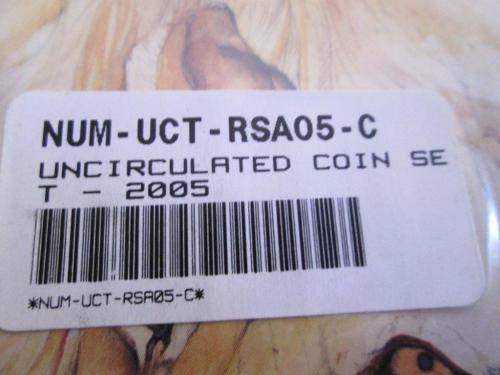 NUM-UCT-RSA05-C
UNCIRCULATED COIN SE
T - 2005
*NUM-UCT-RSA05-C*